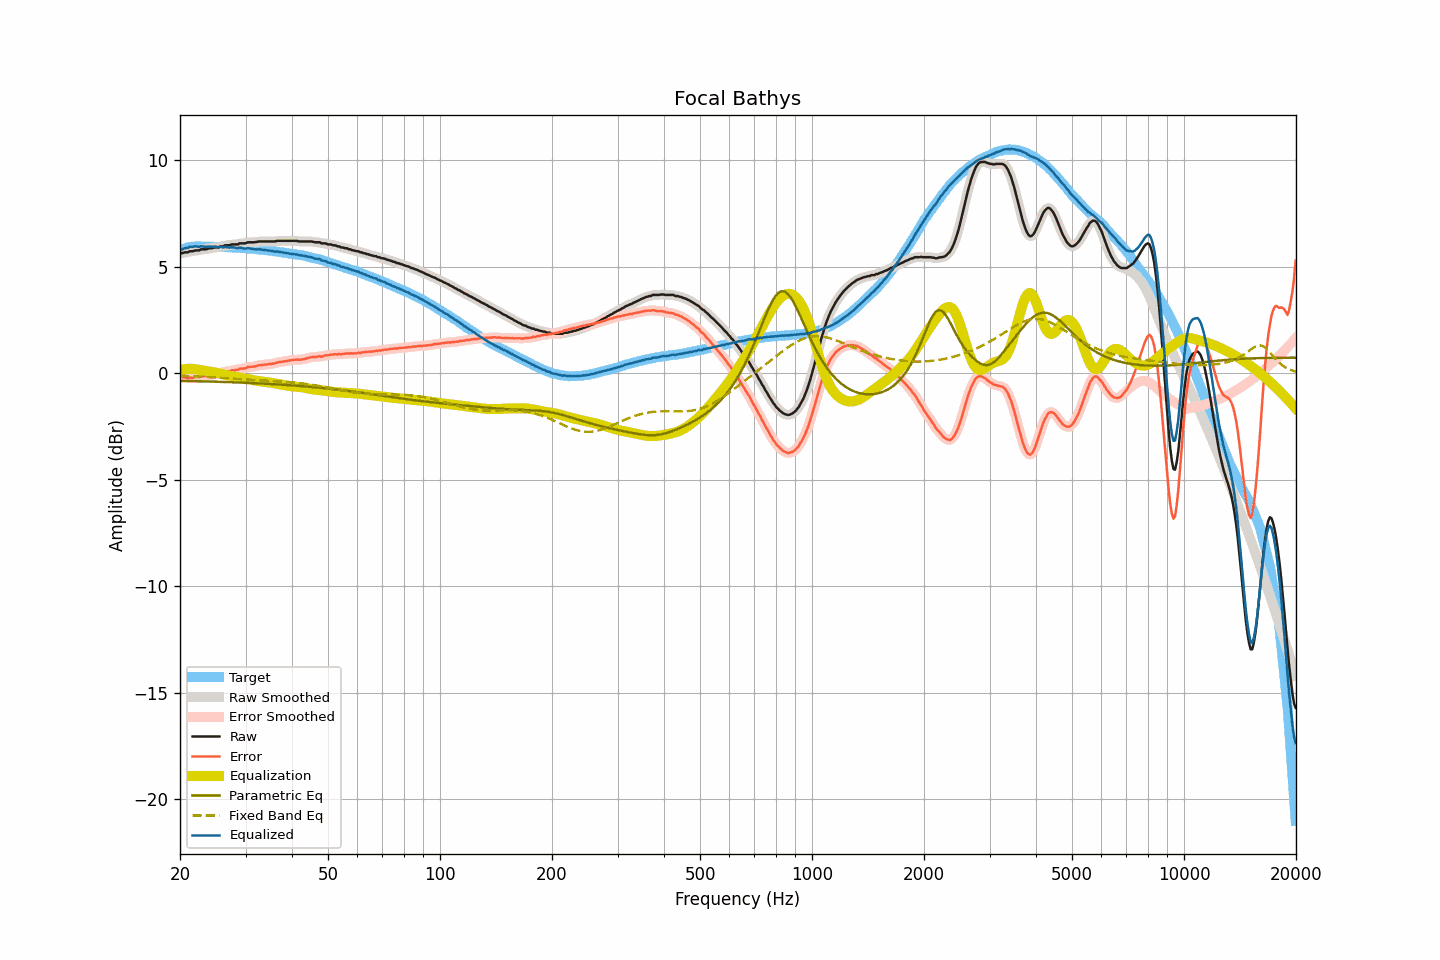 Focal Bathys
10
5
0
−5
−10
−15
−20
Amplitude (dBr)
Target
Raw Smoothed
Error Smoothed
Raw
Error
Equalization
Parametric Eq
Fixed Band Eq
Equalized
20 50 100 200 500 1000 2000 5000 10000 20000
Frequency (Hz)